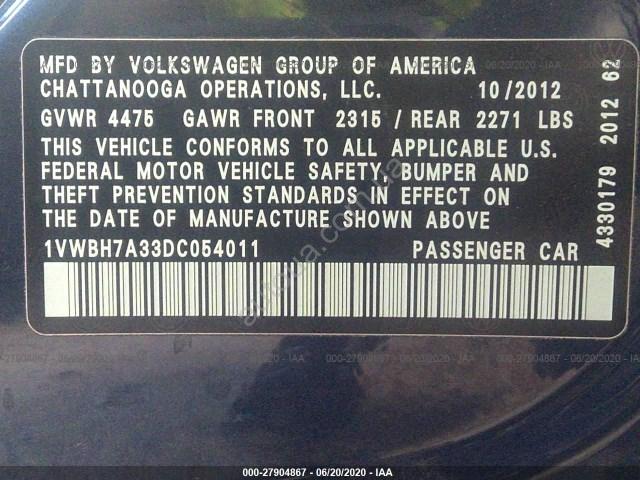 MFD BY VOLKSWAGEN GROUP OF AMERICA
CHATTANOOGA OPERATIONS, LLC. 10/2012
GVWR 4475 GAWR FRONT 2315 / REAR 2271 LBS
THIS VEHICLE CONFORMS TO ALL APPLICABLE U.S.
FEDERAL MOTOR VEHICLE SAFETY, BUMPER AND
THEFT PREVENTION STANDARDS IN EFFECT ON
THE DATE OF MANUFACTURE SHOWN ABOVE
1VWBH7A33DC054011 PASSENGER CAR
4330179 2012 62
000-27904867 - 06/20/2020 - IAA